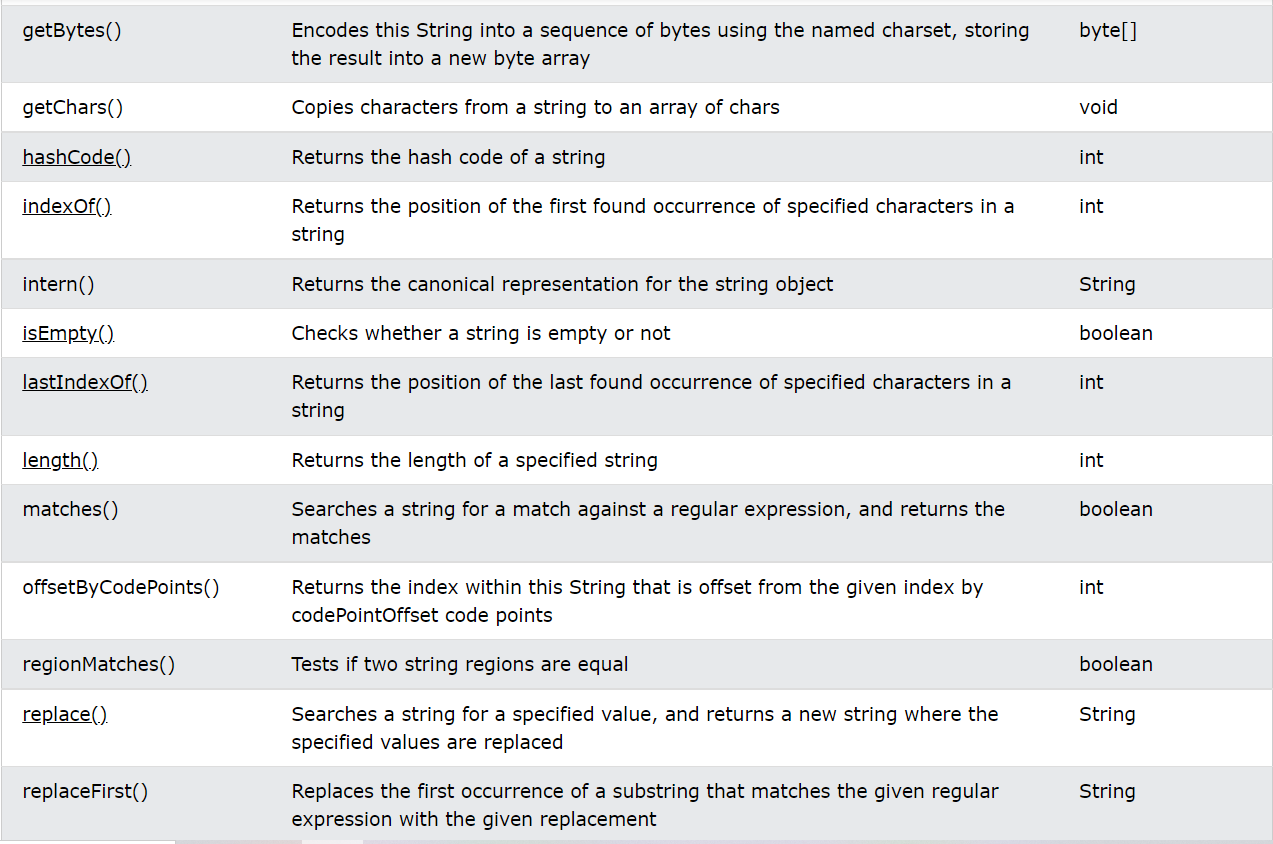 getBytes() Encodes this String into a sequence of bytes using the named charset, storing byte[]
the result into a new byte array
getChars() Copies characters from a string to an array of chars void
hashCode() Returns the hash code of a string int
indexOf() Returns the position of the first found occurrence of specified characters in a int
string
intern() Returns the canonical representation for the string object String
isEmpty() Checks whether a string is empty or not boolean
lastIndexOf() Returns the position of the last found occurrence of specified characters in a int
string
length() Returns the length of a specified string int
matches() Searches a string for a match against a regular expression, and returns the boolean
matches
offsetByCodePoints() Returns the index within this String that is offset from the given index by int
codePointOffset code points
regionMatches() Tests if two string regions are equal boolean
replace() Searches a string for a specified value, and returns a new string where the String
specified values are replaced
replaceFirst() Replaces the first occurrence of a substring that matches the given regular String
expression with the given replacement